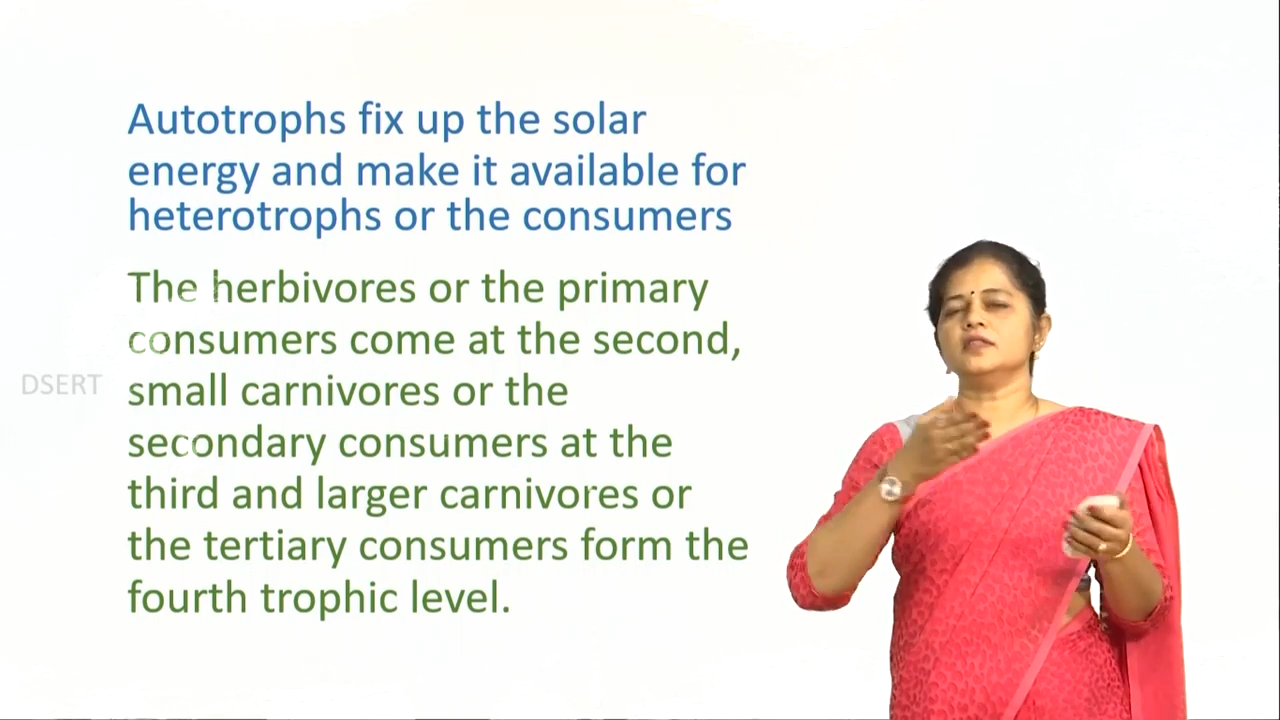 Autotrophs fix up the solar
energy and make it available for
heterotrophs or the consumers
The herbivores or the primary
consumers come at the second,
small carnivores or the
secondary consumers at the
third and larger carnivores or
the tertiary consumers form the
fourth trophic level.
DSERT